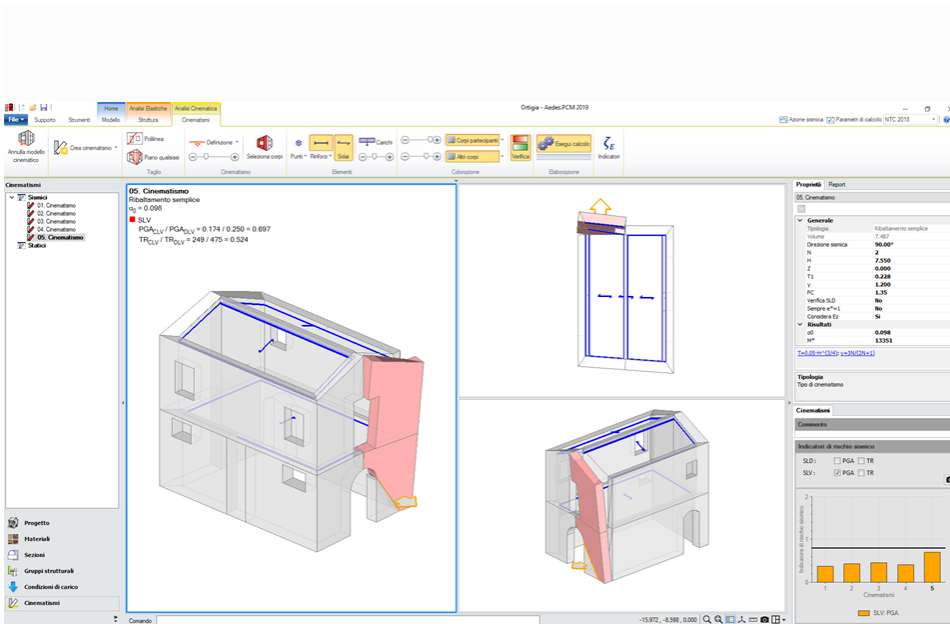 Ortigia - Aedes.PCM 2019
Home
Analisi Elastiche
Analisi Cinematica
File
Supporto
Strumenti
Modello
Struttura
Cinematismi
Azione sismica
Parametri di calcolo
NTC 2018
Annulla modello
cinematico
Crea cinematismo
Polilinea
Piano qualsiasi
Taglio
Definizione
Seleziona corpi
Cinematismo
Punti
Rinforzi
Solai
Carichi
Elementi
Corpi partecipanti
Altri corpi
Colorazione
Verifica
Esegui calcolo
Elaborazione
Indicatori
Cinematismi
Sismici
01. Cinematismo
02. Cinematismo
03. Cinematismo
04. Cinematismo
05. Cinematismo
Statici
Progetto
Materiali
Sezioni
Gruppi strutturali
Condizioni di carico
Cinematismi
05. Cinematismo
Ribaltamento semplice
α0 = 0.098
SLV
PGACLV / PGADLV = 0.174 / 0.250 = 0.697
TRCLV / TRDLV = 249 / 475 = 0.524
Proprietà
Report
05. Cinematismo
Generale
Tipologia Ribaltamento semplice
Volume 7.487
Direzione sismica 90.00°
N 2
H 7.550
Z 0.000
T1 0.228
γ 1.200
FC 1.35
Verifica SLD No
Sempre e*=1 No
Considera Ez Sì
Risultati
α0 0.098
M* 13351
T=0.05·H^(3/4); γ=3N/(2N+1)
Tipologia
Tipo di cinematismo
Cinematismi
Commento
Indicatori di rischio sismico
SLD: PGA TR
SLV: PGA TR
Indicatore di rischio sismico
2
1
0
1 2 3 4 5
Cinematismi
SLV: PGA
Comando
-15.972, -8.598, 0.000